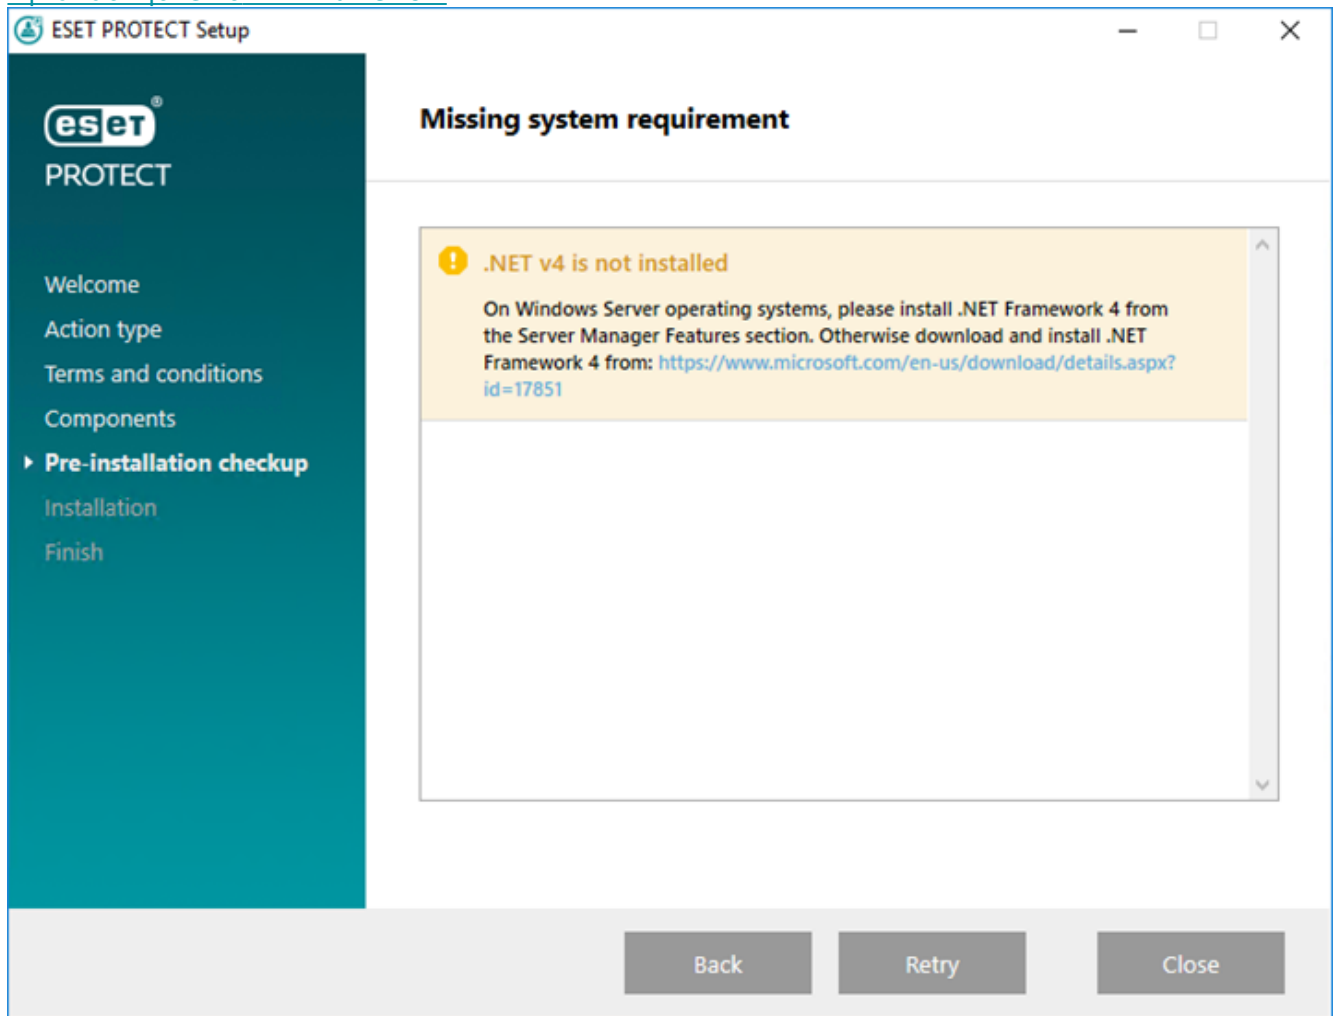 ESET PROTECT Setup
eset®
PROTECT
Welcome
Action type
Terms and conditions
Components
Pre-installation checkup
Installation
Finish
Missing system requirement
.NET v4 is not installed
On Windows Server operating systems, please install .NET Framework 4 from
the Server Manager Features section. Otherwise download and install .NET
Framework 4 from: https://www.microsoft.com/en-us/download/details.aspx?
id=17851
Back
Retry
Close